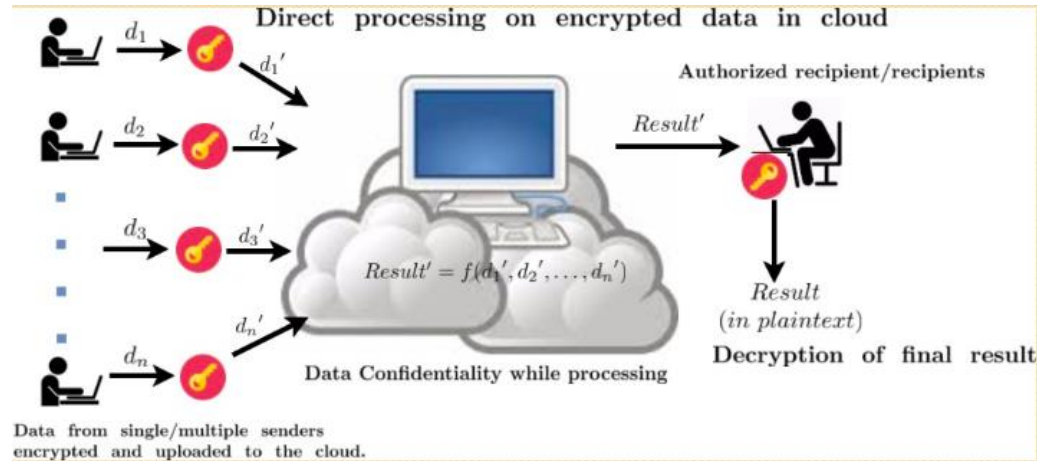 Direct processing on encrypted data in cloud
d₁
d₁′
Authorized recipient/recipients
d₂
d₂′
Result′
d₃
d₃′
Result′ = f(d₁′, d₂′, . . . , dₙ′)
Result
(in plaintext)
dₙ
dₙ′
Decryption of final result
Data Confidentiality while processing
Data from single/multiple senders
encrypted and uploaded to the cloud.